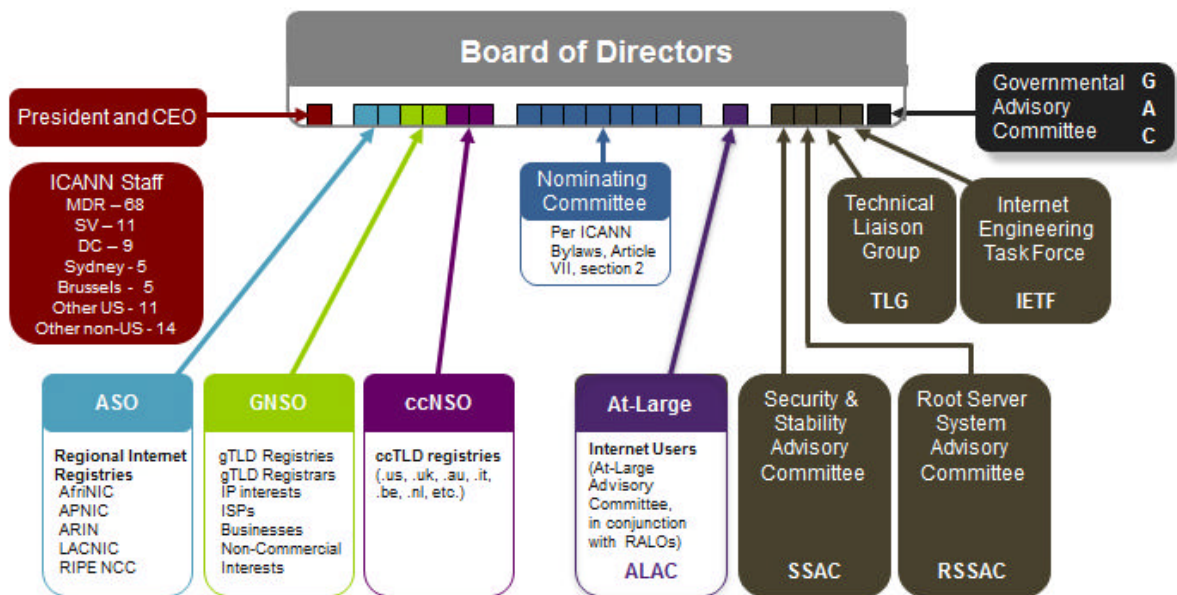 Board of Directors
President and CEO
Governmental
Advisory
Committee
G
A
C
ICANN Staff
MDR – 68
SV – 11
DC – 9
Sydney - 5
Brussels - 5
Other US - 11
Other non-US - 14
Nominating
Committee
Per ICANN
Bylaws, Article
VII, section 2
Technical
Liaison
Group
TLG
Internet
Engineering
Task Force
IETF
ASO
Regional Internet
Registries
AfriNIC
APNIC
ARIN
LACNIC
RIPE NCC
GNSO
gTLD Registries
gTLD Registrars
IP interests
ISPs
Businesses
Non-Commercial
Interests
ccNSO
ccTLD registries
(.us, .uk, .au, .it,
.be, .nl, etc.)
At-Large
Internet Users
(At-Large
Advisory
Committee,
in conjunction
with RALOs)
ALAC
Security &
Stability
Advisory
Committee
SSAC
Root Server
System
Advisory
Committee
RSSAC